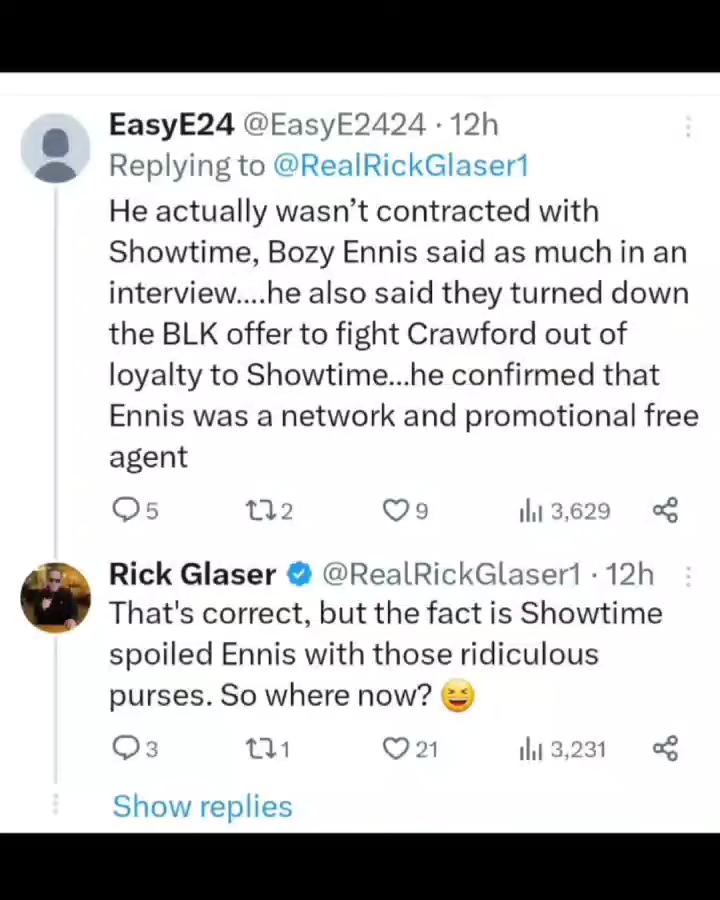 EasyE24 @EasyE2424 · 12h
Replying to @RealRickGlaser1
He actually wasn’t contracted with
Showtime, Bozy Ennis said as much in an
interview....he also said they turned down
the BLK offer to fight Crawford out of
loyalty to Showtime...he confirmed that
Ennis was a network and promotional free
agent
5 2 9 3,629
Rick Glaser @RealRickGlaser1 · 12h
That's correct, but the fact is Showtime
spoiled Ennis with those ridiculous
purses. So where now? 😆
3 1 21 3,231
Show replies